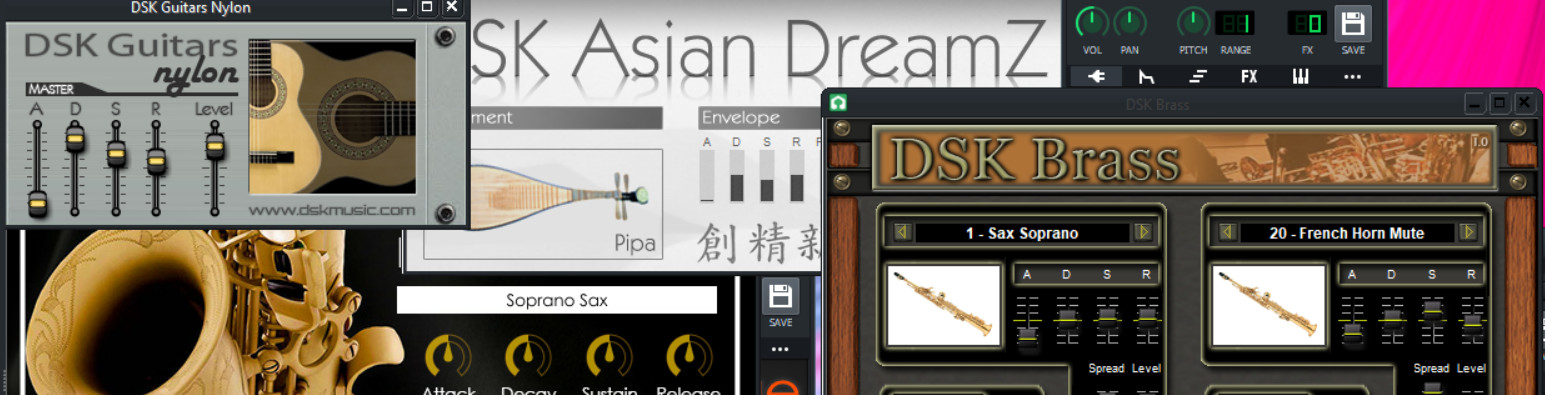 DSK Guitars Nylon
DSK Guitars
nylon
MASTER
A D S R Level
www.dskmusic.com
SK Asian DreamZ
ment
Envelope
A D S R
Pipa
創精新
VOL PAN PITCH RANGE FX SAVE
1 0
FX
DSK Brass
DSK Brass
1.0
1 - Sax Soprano
A D S R
Spread Level
20 - French Horn Mute
A D S R
Spread Level
Soprano Sax
Attack Decay Sustain Release
SAVE